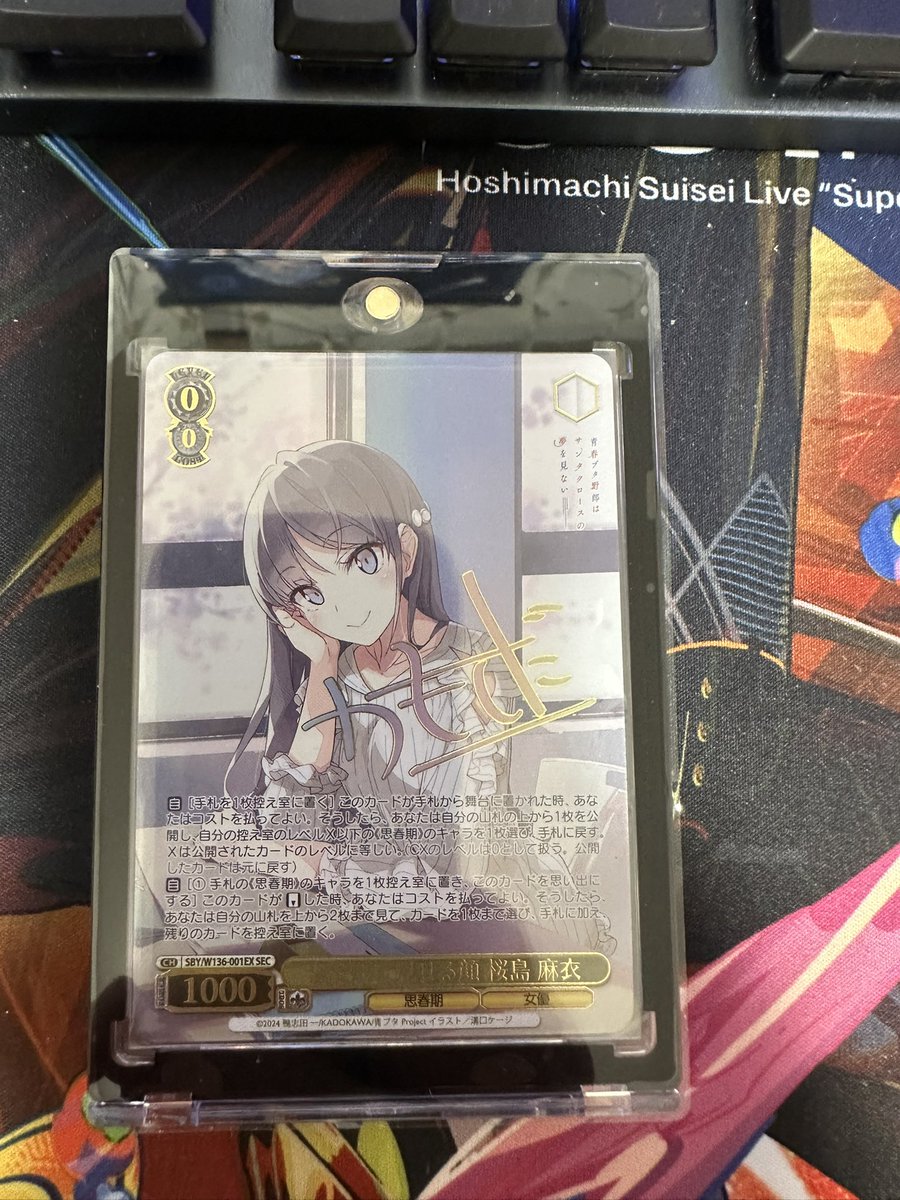 Hoshimachi Suisei Live "Supe
LEVEL
0
0
COST
青春ブタ野郎は
サンタクロースの
夢を見ない
自 [手札を1枚控え室に置く] このカードが手札から舞台に置かれた時、あな
たはコストを払ってよい。そうしたら、あなたは自分の山札の上から1枚を公
開し、自分の控え室のレベルX以下の《思春期》のキャラを1枚選び、手札に戻す。
Xは公開されたカードのレベルに等しい。(CXのレベルは0として扱う。公開
したカードは元に戻す)
自 [① 手札の《思春期》のキャラを1枚控え室に置き、このカードを思い出に
する] このカードが した時、あなたはコストを払ってよい。そうしたら、
あなたは自分の山札を上から2枚まで見て、カードを1枚まで選び、手札に加え、
残りのカードを控え室に置く。
CH SBY/W136-001EX SEC
桜島 麻衣
1000
思春期 女優
©2024 鴨志田 一/KADOKAWA/青ブタ Project イラスト/溝口ケージ